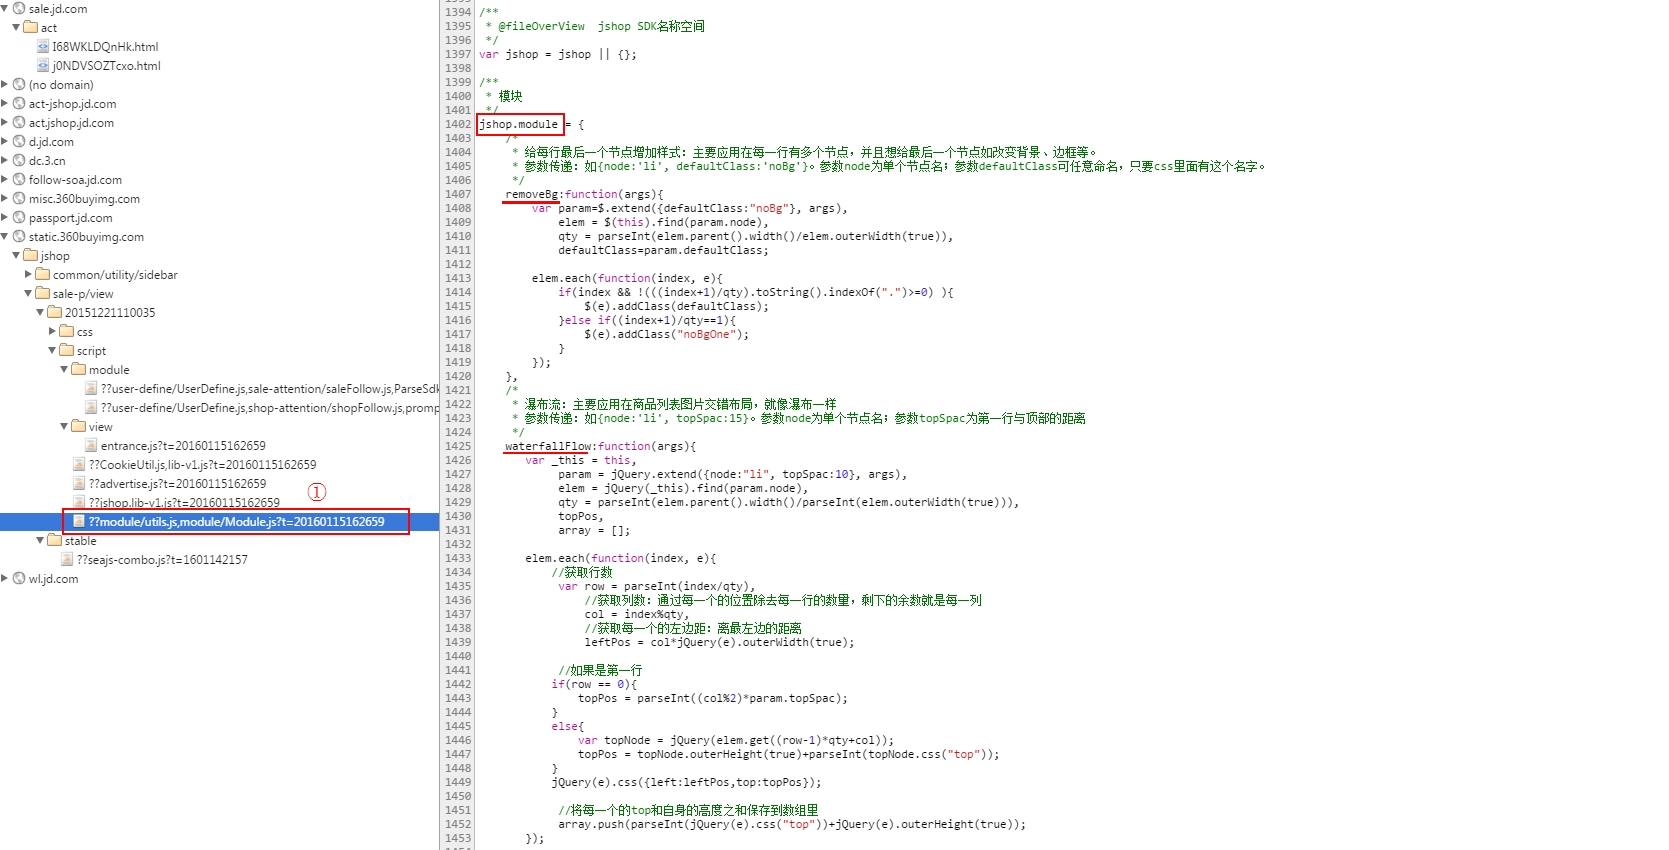 sale.jd.com
act
I68WKLDQnHk.html
j0NDVSOZTcxo.html
(no domain)
act-jshop.jd.com
act.jshop.jd.com
d.jd.com
dc.3.cn
follow-soa.jd.com
misc.360buyimg.com
passport.jd.com
static.360buyimg.com
jshop
common/utility/sidebar
sale-p/view
20151221110035
css
script
module
??user-define/UserDefine.js,sale-attention/saleFollow.js,ParseSdk
??user-define/UserDefine.js,shop-attention/shopFollow.js,promp
view
entrance.js?t=20160115162659
??CookieUtil.js,lib-v1.js?t=20160115162659
??advertise.js?t=20160115162659
??jshop.lib-v1.js?t=20160115162659
①
??module/utils.js,module/Module.js?t=20160115162659
stable
??seajs-combo.js?t=1601142157
wl.jd.com
1394 /**
1395 * @fileOverView jshop SDK名称空间
1396 */
1397 var jshop = jshop || {};
1398
1399 /**
1400 * 模块
1401 */
1402 jshop.module = {
1403 /*
1404 * 给每行最后一个节点增加样式：主要应用在每一行有多个节点，并且想给最后一个节点如改变背景、边框等。
1405 * 参数传递：如{node:'li', defaultClass:'noBg'}。参数node为单个节点名；参数defaultClass可任意命名，只要css里面有这个名字。
1406 */
1407 removeBg:function(args){
1408 var param=$.extend({defaultClass:"noBg"}, args),
1409 elem = $(this).find(param.node),
1410 qty = parseInt(elem.parent().width()/elem.outerWidth(true)),
1411 defaultClass=param.defaultClass;
1412
1413 elem.each(function(index, e){
1414 if(index && !(((index+1)/qty).toString().indexOf(".")>=0) ){
1415 $(e).addClass(defaultClass);
1416 }else if((index+1)/qty==1){
1417 $(e).addClass("noBgOne");
1418 }
1419 });
1420 },
1421 /*
1422 * 瀑布流：主要应用在商品列表图片交错布局，就像瀑布一样
1423 * 参数传递：如{node:'li', topSpac:15}。参数node为单个节点名；参数topSpac为第一行与顶部的距离
1424 */
1425 waterfallFlow:function(args){
1426 var _this = this,
1427 param = jQuery.extend({node:"li", topSpac:10}, args),
1428 elem = jQuery(_this).find(param.node),
1429 qty = parseInt(elem.parent().width()/parseInt(elem.outerWidth(true))),
1430 topPos,
1431 array = [];
1432
1433 elem.each(function(index, e){
1434 //获取行数
1435 var row = parseInt(index/qty),
1436 //获取列数：通过每一个的位置除去每一行的数里，剩下的余数就是每一列
1437 col = index%qty,
1438 //获取每一个的左边距：离最左边的距离
1439 leftPos = col*jQuery(e).outerWidth(true);
1440
1441 //如果是第一行
1442 if(row == 0){
1443 topPos = parseInt((col%2)*param.topSpac);
1444 }
1445 else{
1446 var topNode = jQuery(elem.get((row-1)*qty+col));
1447 topPos = topNode.outerHeight(true)+parseInt(topNode.css("top"));
1448 }
1449 jQuery(e).css({left:leftPos,top:topPos});
1450
1451 //将每一个的top和自身的高度之和保存到数组里
1452 array.push(parseInt(jQuery(e).css("top"))+jQuery(e).outerHeight(true));
1453 });